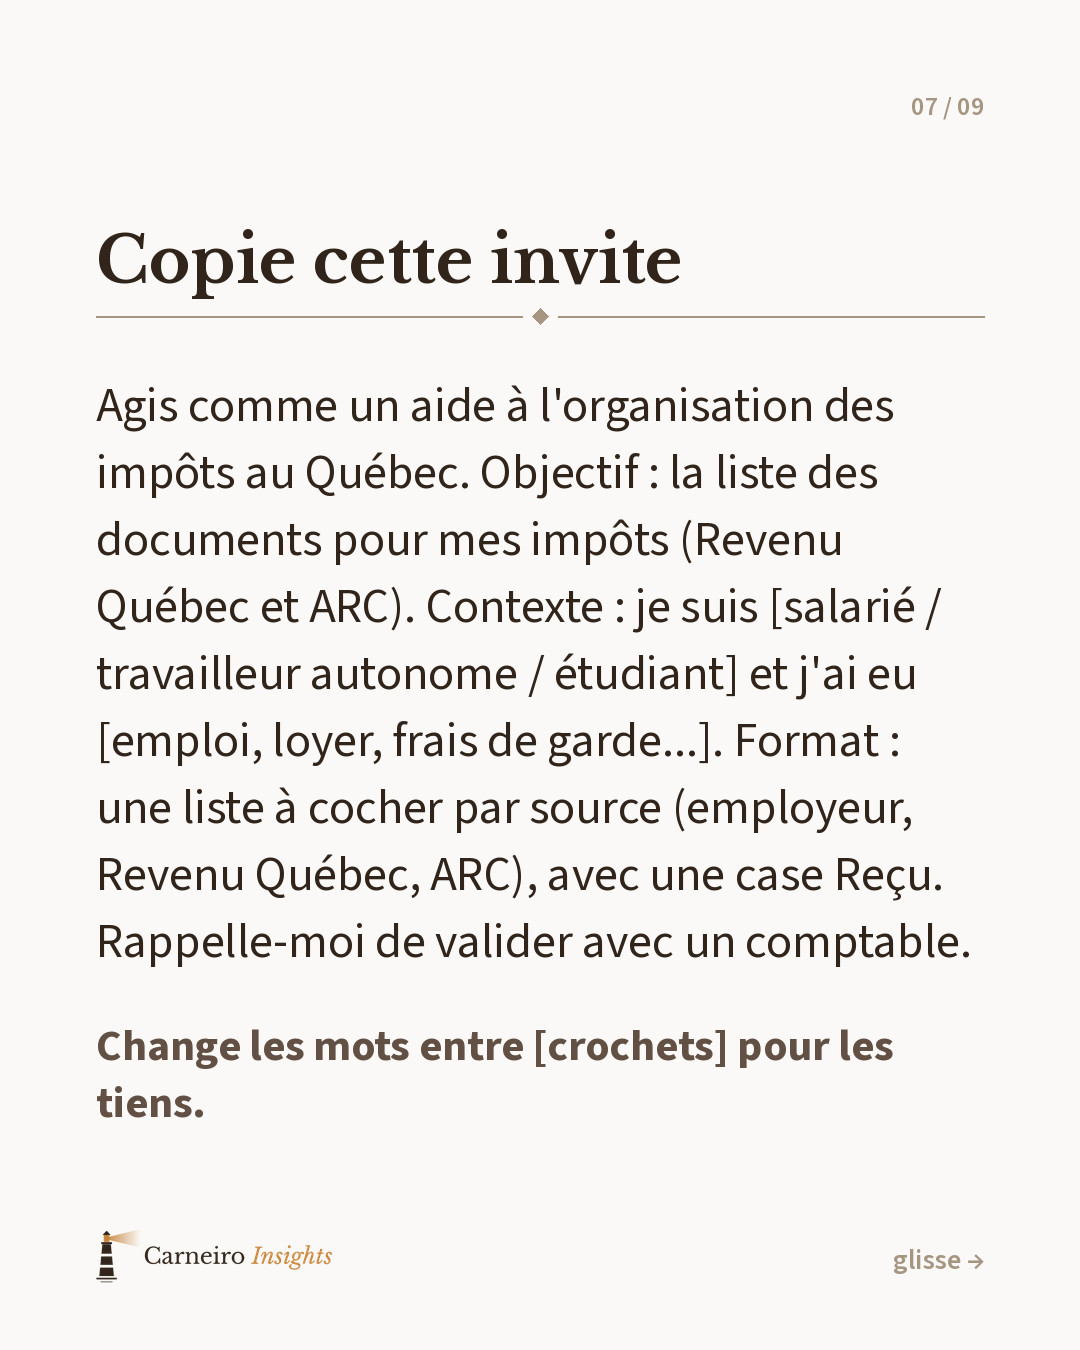 07 / 09
Copie cette invite
Agis comme un aide à l'organisation des
impôts au Québec. Objectif : la liste des
documents pour mes impôts (Revenu
Québec et ARC). Contexte : je suis [salarié /
travailleur autonome / étudiant] et j'ai eu
[emploi, loyer, frais de garde...]. Format :
une liste à cocher par source (employeur,
Revenu Québec, ARC), avec une case Reçu.
Rappelle-moi de valider avec un comptable.
Change les mots entre [crochets] pour les
tiens.
Carneiro Insights
glisse →